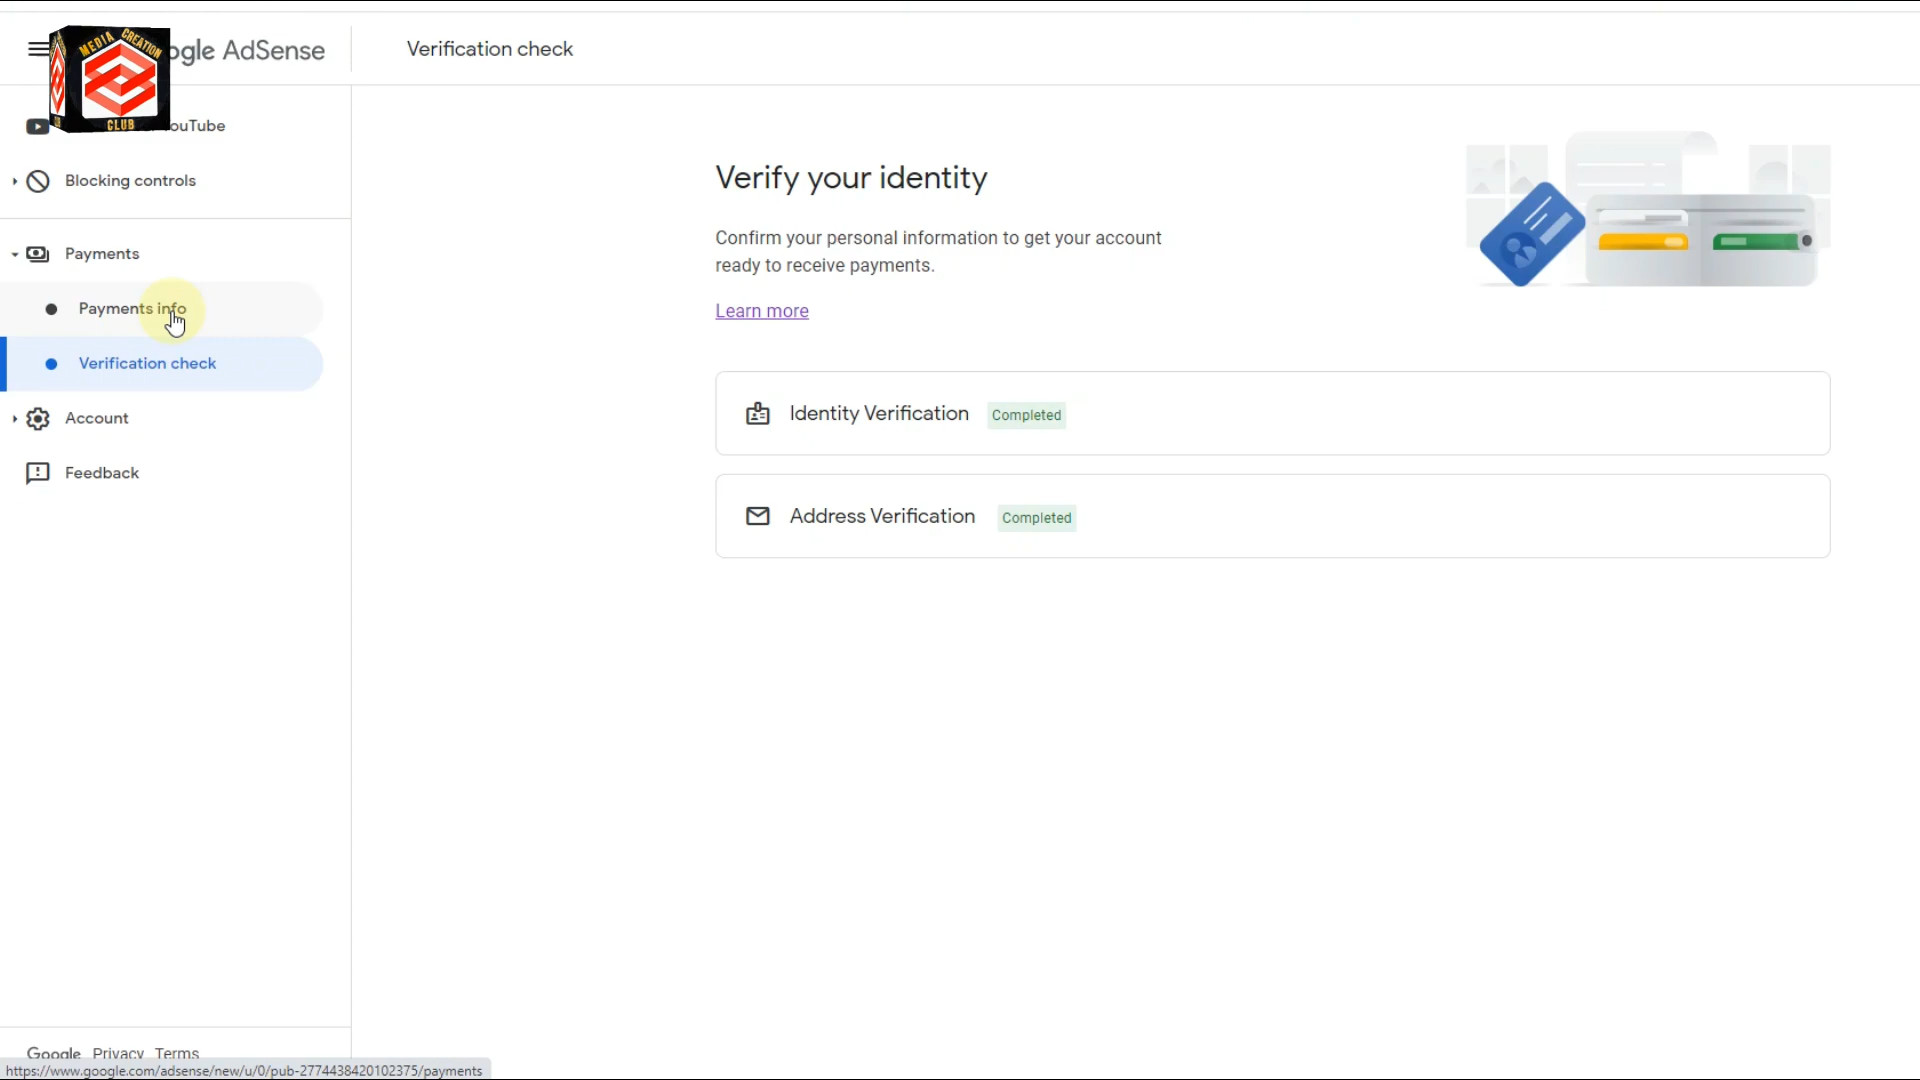 MEDIA CREATION
CLUB
ogle AdSense
Verification check
ouTube
Blocking controls
Payments
Payments info
Verification check
Account
Feedback
Verify your identity
Confirm your personal information to get your account
ready to receive payments.
Learn more
Identity Verification Completed
Address Verification Completed
Google Privacy Terms
https://www.google.com/adsense/new/u/0/pub-2774438420102375/payments